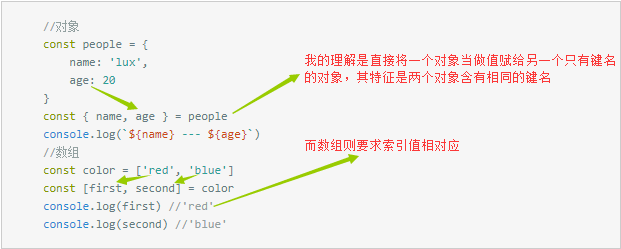 //对象
const people = {
name: 'lux',
age: 20
}
const { name, age } = people
console.log(`${name} --- ${age}`)
//数组
const color = ['red', 'blue']
const [first, second] = color
console.log(first) //'red'
console.log(second) //'blue'
我的理解是直接将一个对象当做值赋给另一个只有键名
的对象，其特征是两个对象含有相同的键名
而数组则要求索引值相对应